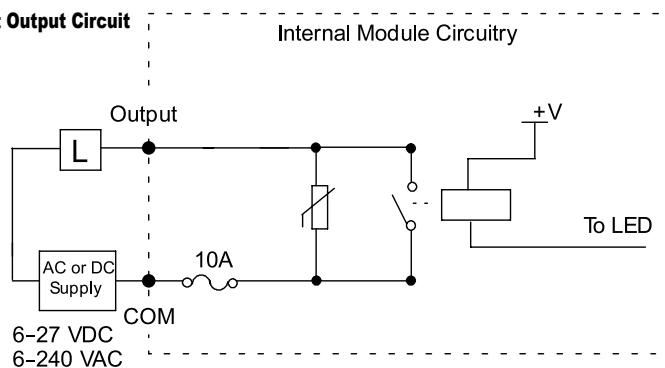 Output Circuit
Internal Module Circuitry
Output
+V
L
To LED
AC or DC
Supply
10A
COM
6–27 VDC
6–240 VAC